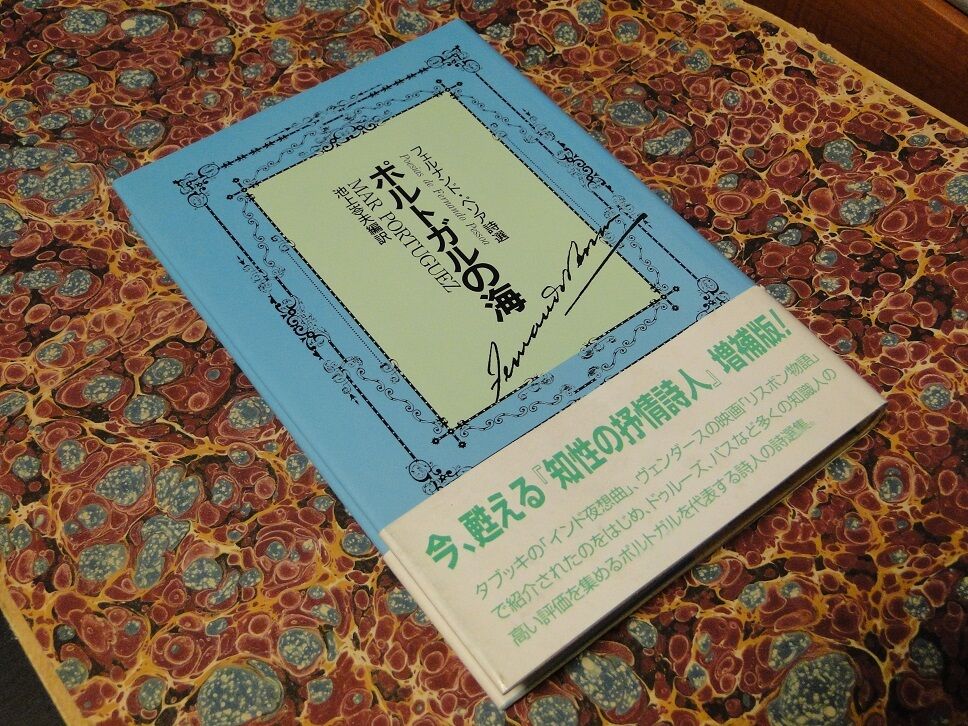 フェルナンド・ペソア詩選
Poesias de Fernando Pessoa
ポルトガルの海
MAR PORTUGUEZ
池上岑夫編訳
Fernando Pessoa
今、甦える『知性の抒情詩人』増補版!
タブッキの「インド夜想曲」、ヴェンダースの映画「リスボン物語」
で紹介されたのをはじめ、ドゥルーズ、パスなど多くの知識人の
高い評価を集めるポルトガルを代表する詩人の詩選集。